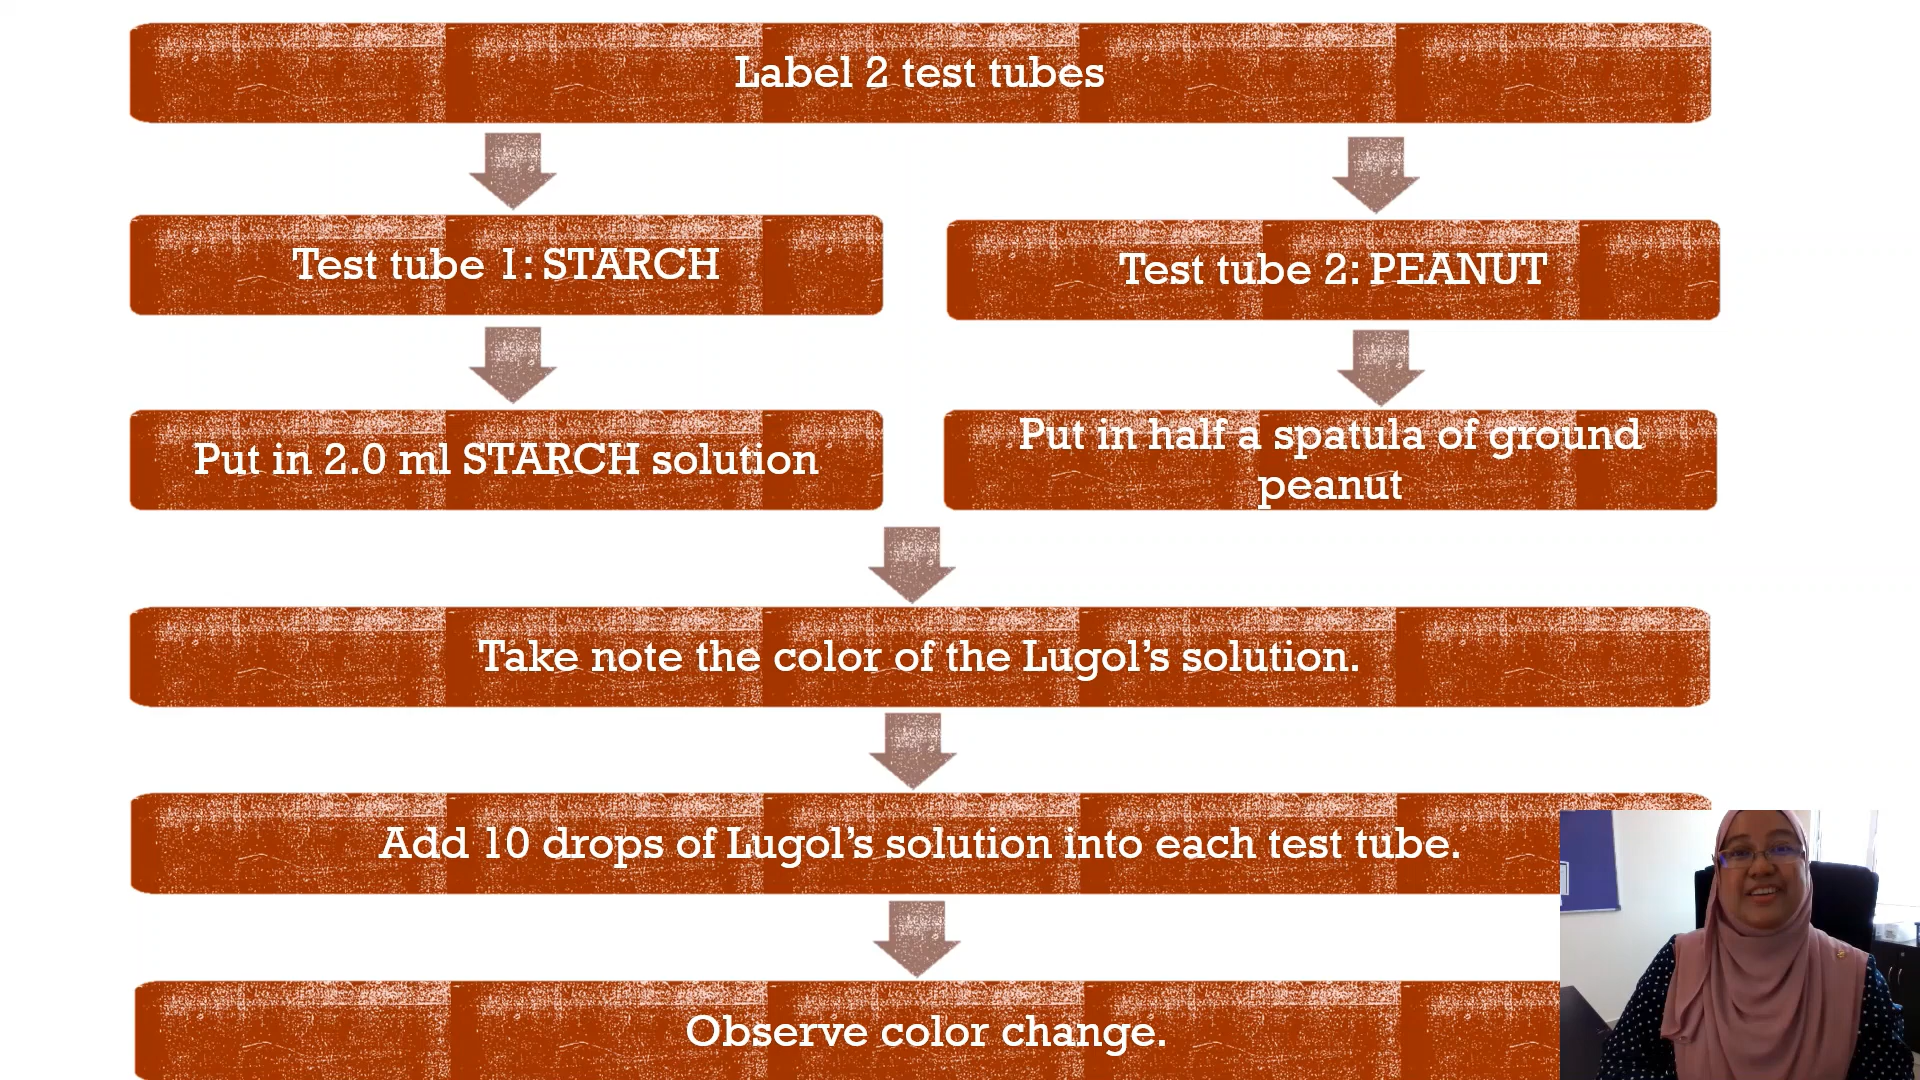 Label 2 test tubes
Test tube 1: STARCH
Test tube 2: PEANUT
Put in 2.0 ml STARCH solution
Put in half a spatula of ground
peanut
Take note the color of the Lugol’s solution.
Add 10 drops of Lugol’s solution into each test tube.
Observe color change.